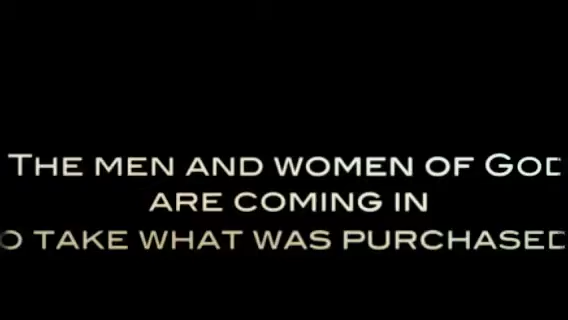 The men and women of God
are coming in
o take what was purchased